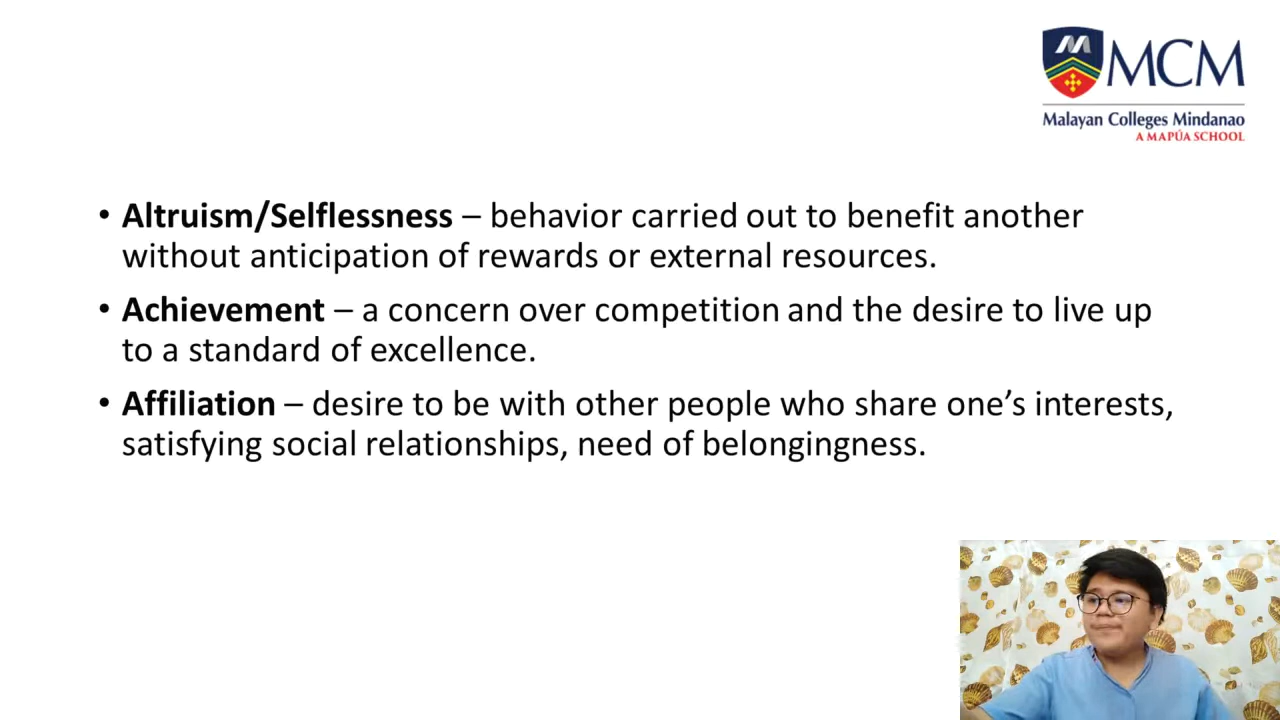 MCM
Malayan Colleges Mindanao
A MAPÚA SCHOOL
• Altruism/Selflessness – behavior carried out to benefit another
without anticipation of rewards or external resources.
• Achievement – a concern over competition and the desire to live up
to a standard of excellence.
• Affiliation – desire to be with other people who share one’s interests,
satisfying social relationships, need of belongingness.